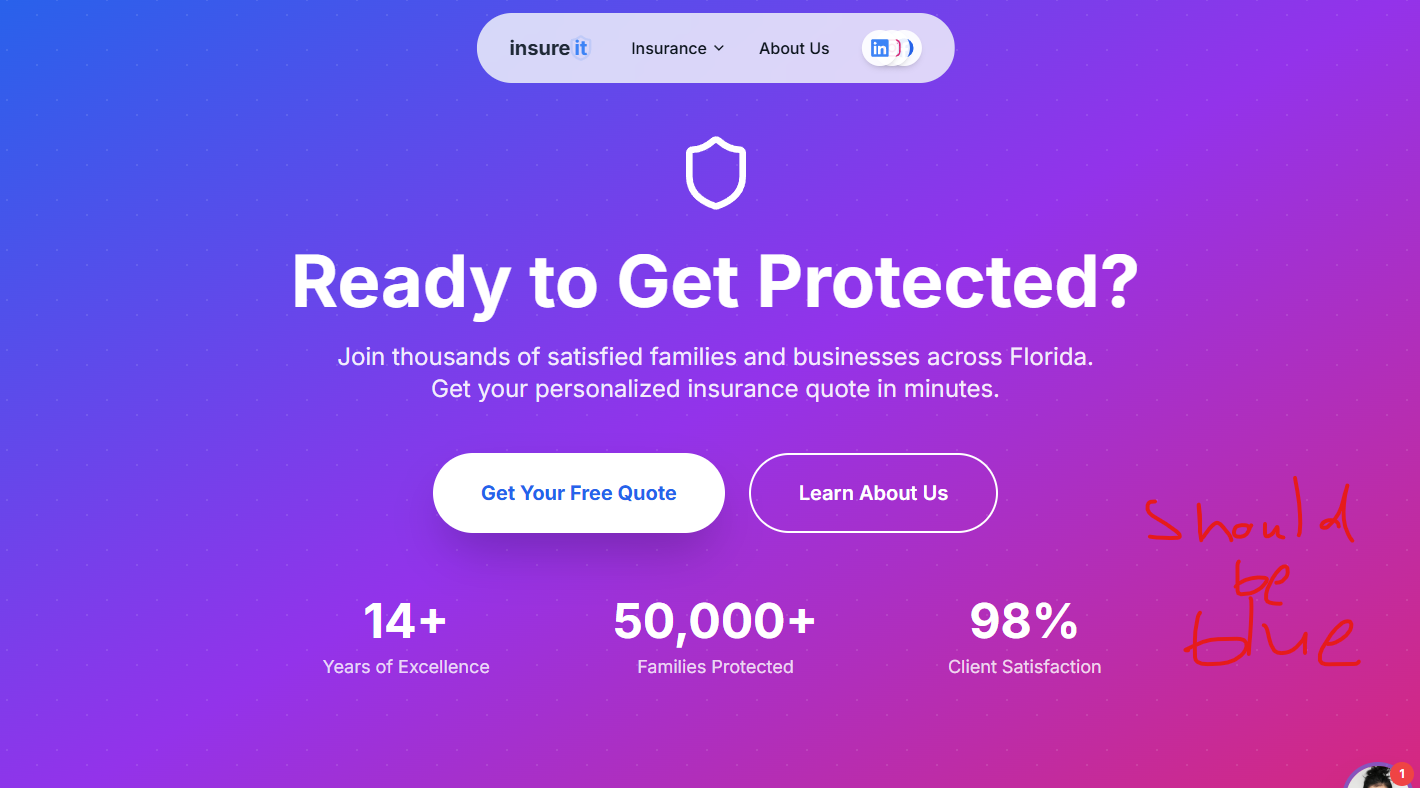 insureit
Insurance
About Us
in
Ready to Get Protected?
Join thousands of satisfied families and businesses across Florida.
Get your personalized insurance quote in minutes.
Get Your Free Quote
Learn About Us
14+
Years of Excellence
50,000+
Families Protected
98%
Client Satisfaction
Should
be
blue
1